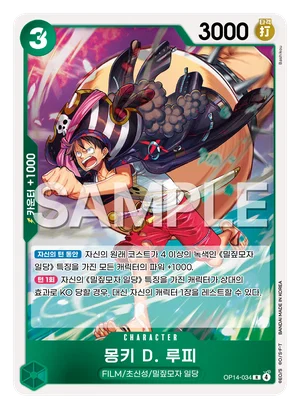 3
3000
打
카운터 +1000
SAMPLE
자신의 턴 동안 자신의 원래 코스트가 4 이상의 녹색인 《밀짚모자
일당》 특징을 가진 모든 캐릭터의 파워 +1000.
턴 1회 자신의 《밀짚모자 일당》 특징을 가진 캐릭터가 상대의
효과로 KO 당할 경우, 대신 자신의 캐릭터 1장을 레스트할 수 있다.
CHARACTER
몽키 D. 루피
FILM/초신성/밀짚모자 일당
OP14-034 R 4
BANDAI MADE IN KOREA